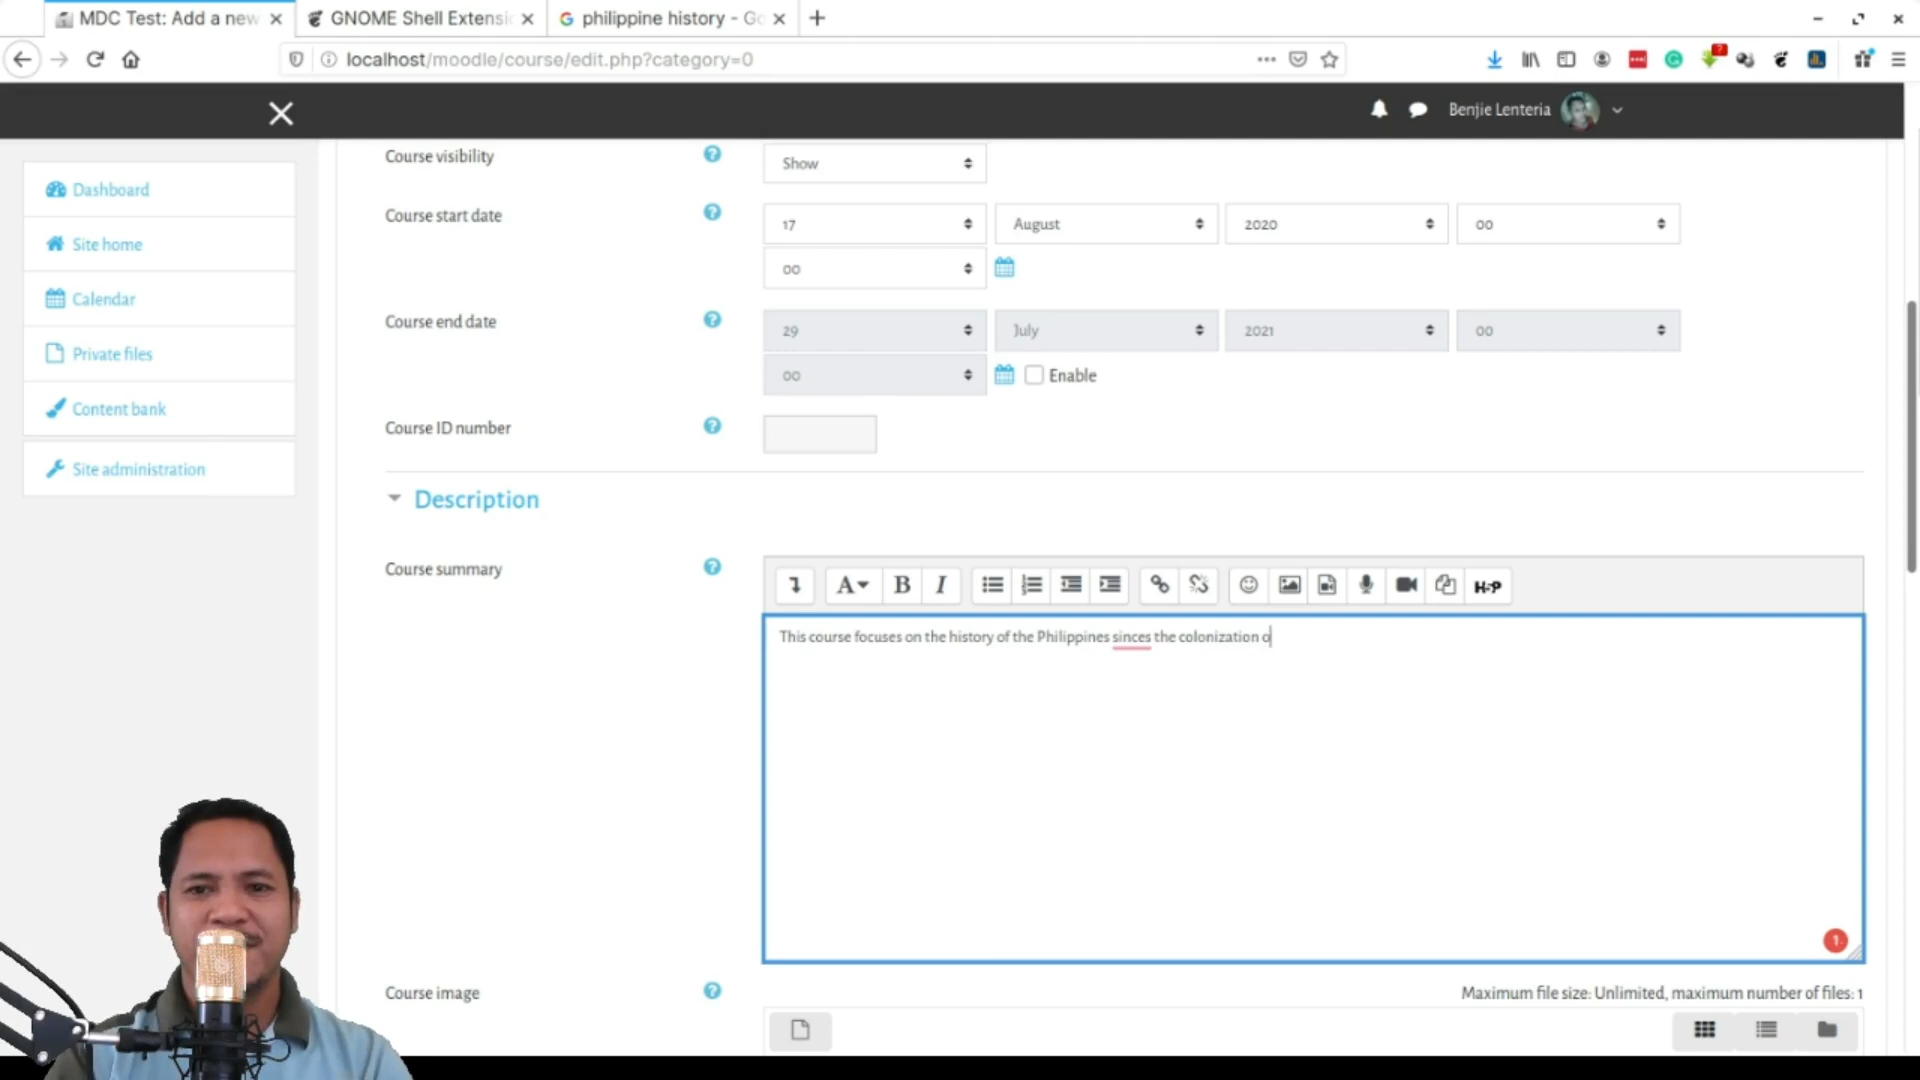 MDC Test: Add a new
GNOME Shell Extensi
philippine history - Go
localhost/moodle/course/edit.php?category=0
Benjie Lenteria
Dashboard
Site home
Calendar
Private files
Content bank
Site administration
Course visibility
Show
Course start date
17 August 2020 00
00
Course end date
29 July 2021 00
00 Enable
Course ID number
Description
Course summary
A B I
H-P
This course focuses on the history of the Philippines sinces the colonization o
1
Course image
Maximum file size: Unlimited, maximum number of files: 1